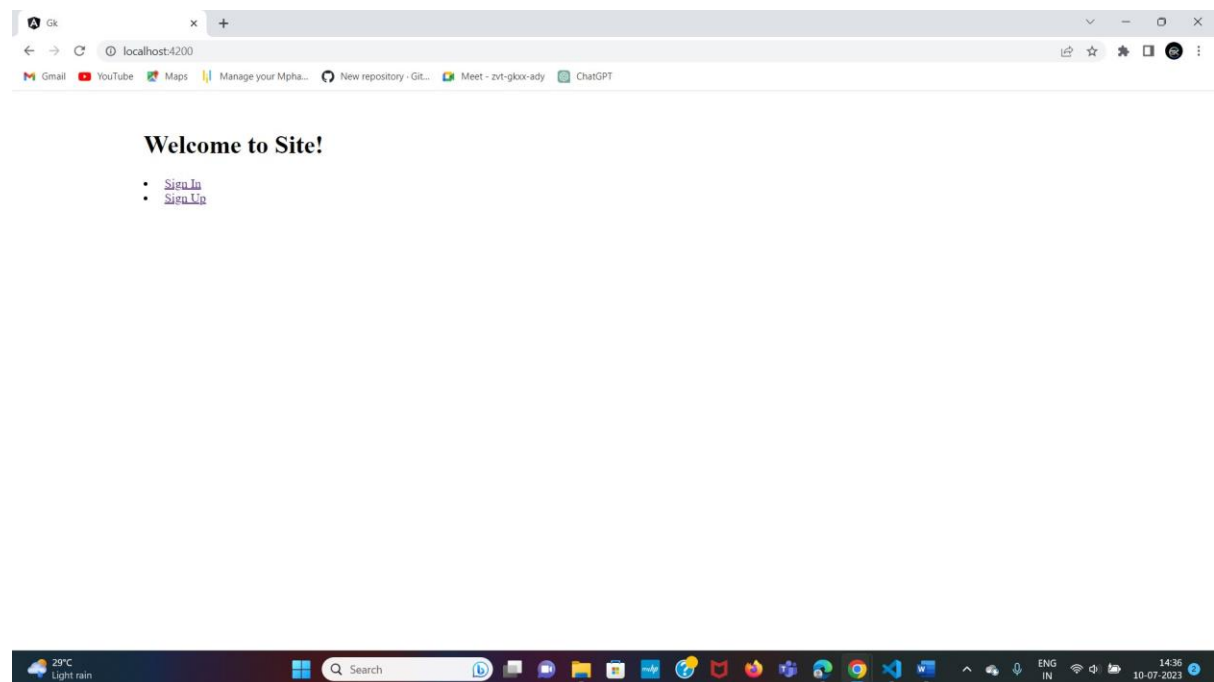 Gk
localhost:4200
Gmail YouTube Maps Manage your Mpha... New repository · Git... Meet - zvt-gkxx-ady ChatGPT
Welcome to Site!
• Sign In
• Sign Up
29°C
Light rain
Search
ENG
IN
14:36
10-07-2023
2